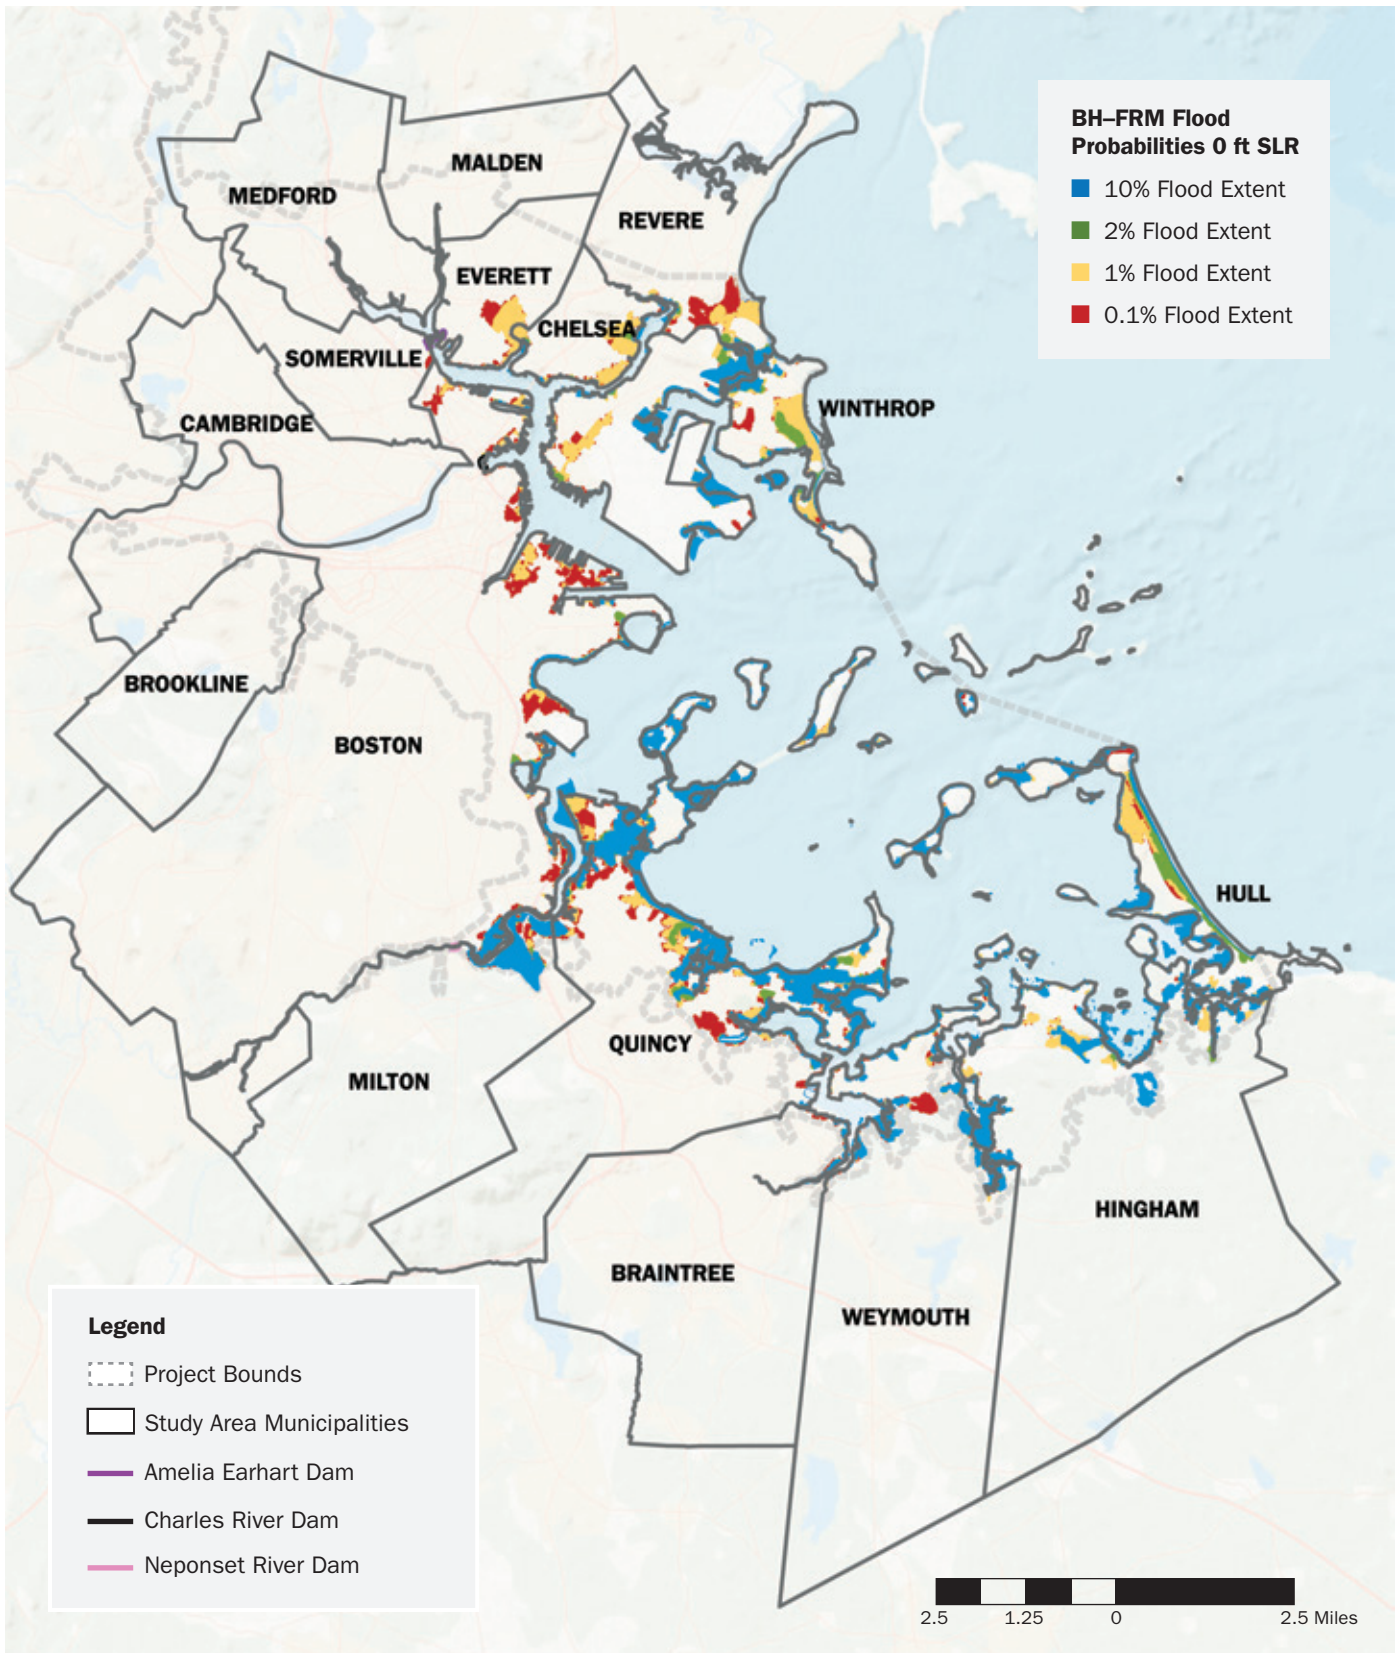 BH–FRM Flood
Probabilities 0 ft SLR
10% Flood Extent
2% Flood Extent
1% Flood Extent
0.1% Flood Extent
MALDEN
MEDFORD
REVERE
EVERETT
CHELSEA
SOMERVILLE
WINTHROP
CAMBRIDGE
BROOKLINE
BOSTON
HULL
QUINCY
MILTON
HINGHAM
BRAINTREE
WEYMOUTH
Legend
Project Bounds
Study Area Municipalities
Amelia Earhart Dam
Charles River Dam
Neponset River Dam
2.5 1.25 0 2.5 Miles